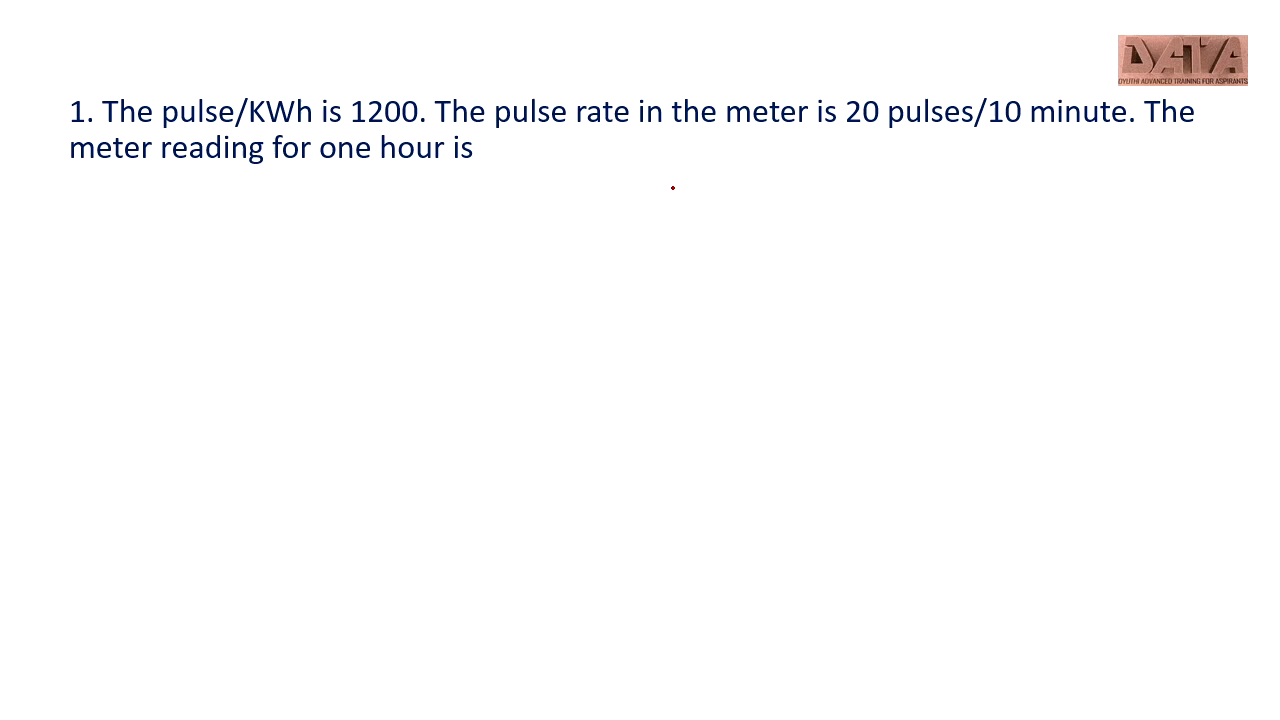 DATA
DYUTHI ADVANCED TRAINING FOR ASPIRANTS
1. The pulse/KWh is 1200. The pulse rate in the meter is 20 pulses/10 minute. The
meter reading for one hour is